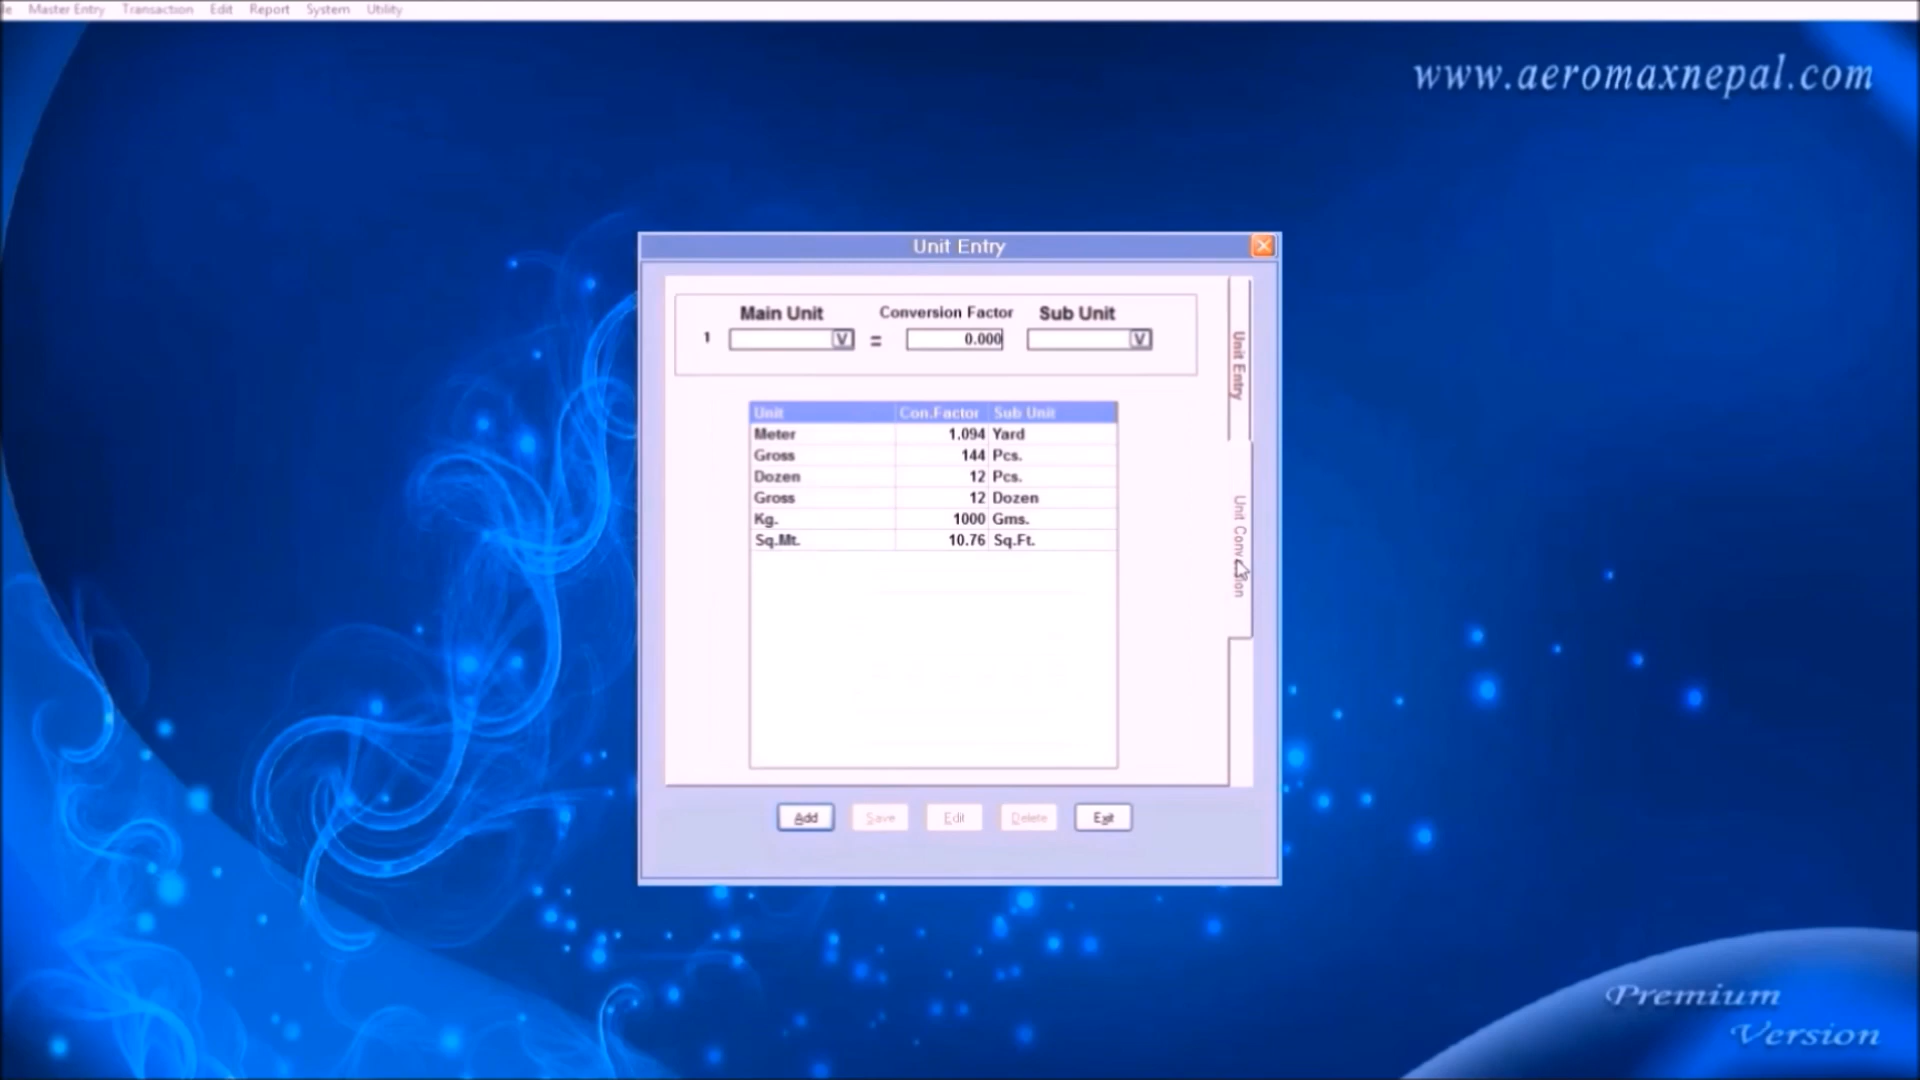 Master Entry Transaction Edit Report System Utility
www.aeromaxnepal.com
Unit Entry
Main Unit Conversion Factor Sub Unit
1 V = 0.000 V
Unit Con.Factor Sub Unit
Meter 1.094 Yard
Gross 144 Pcs.
Dozen 12 Pcs.
Gross 12 Dozen
Kg. 1000 Gms.
Sq.Mt. 10.76 Sq.Ft.
Unit Entry
Unit
Add Save Edit Delete Exit
Premium
Version